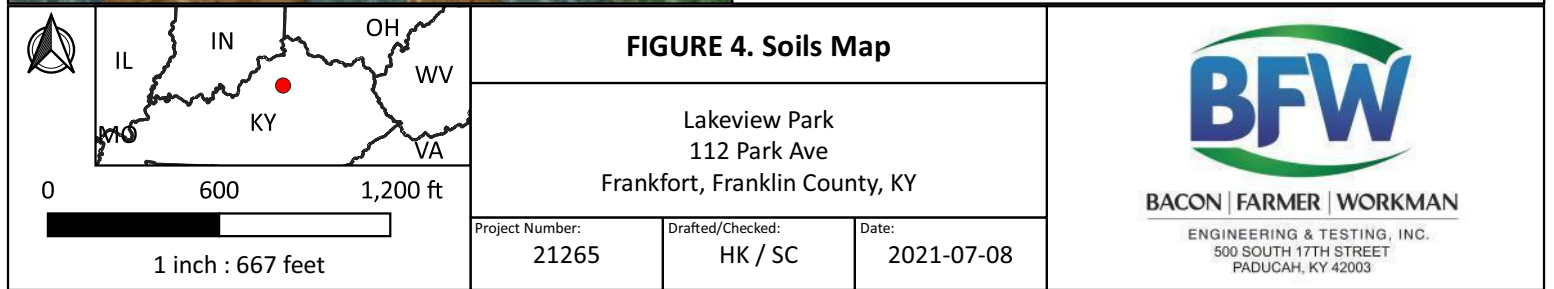 IL
IN
OH
WV
MO
KY
VA
0 600 1,200 ft
1 inch : 667 feet
FIGURE 4. Soils Map
Lakeview Park
112 Park Ave
Frankfort, Franklin County, KY
Project Number:
21265
Drafted/Checked:
HK / SC
Date:
2021-07-08
BFW
BACON | FARMER | WORKMAN
ENGINEERING & TESTING, INC.
500 SOUTH 17TH STREET
PADUCAH, KY 42003